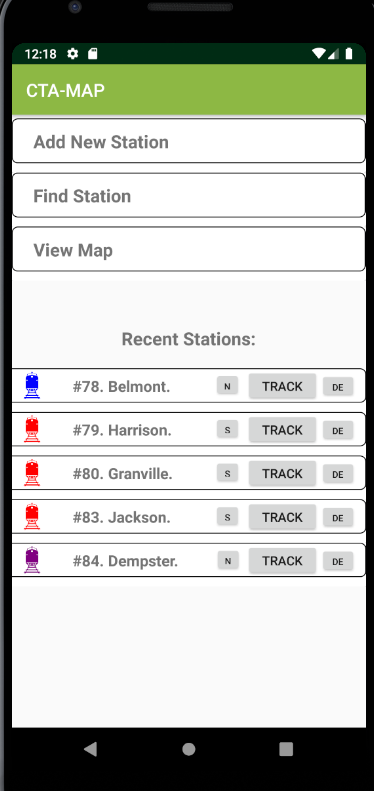 12:18
CTA-MAP
Add New Station
Find Station
View Map
Recent Stations:
#78. Belmont. N TRACK DE
#79. Harrison. S TRACK DE
#80. Granville. S TRACK DE
#83. Jackson. S TRACK DE
#84. Dempster. N TRACK DE